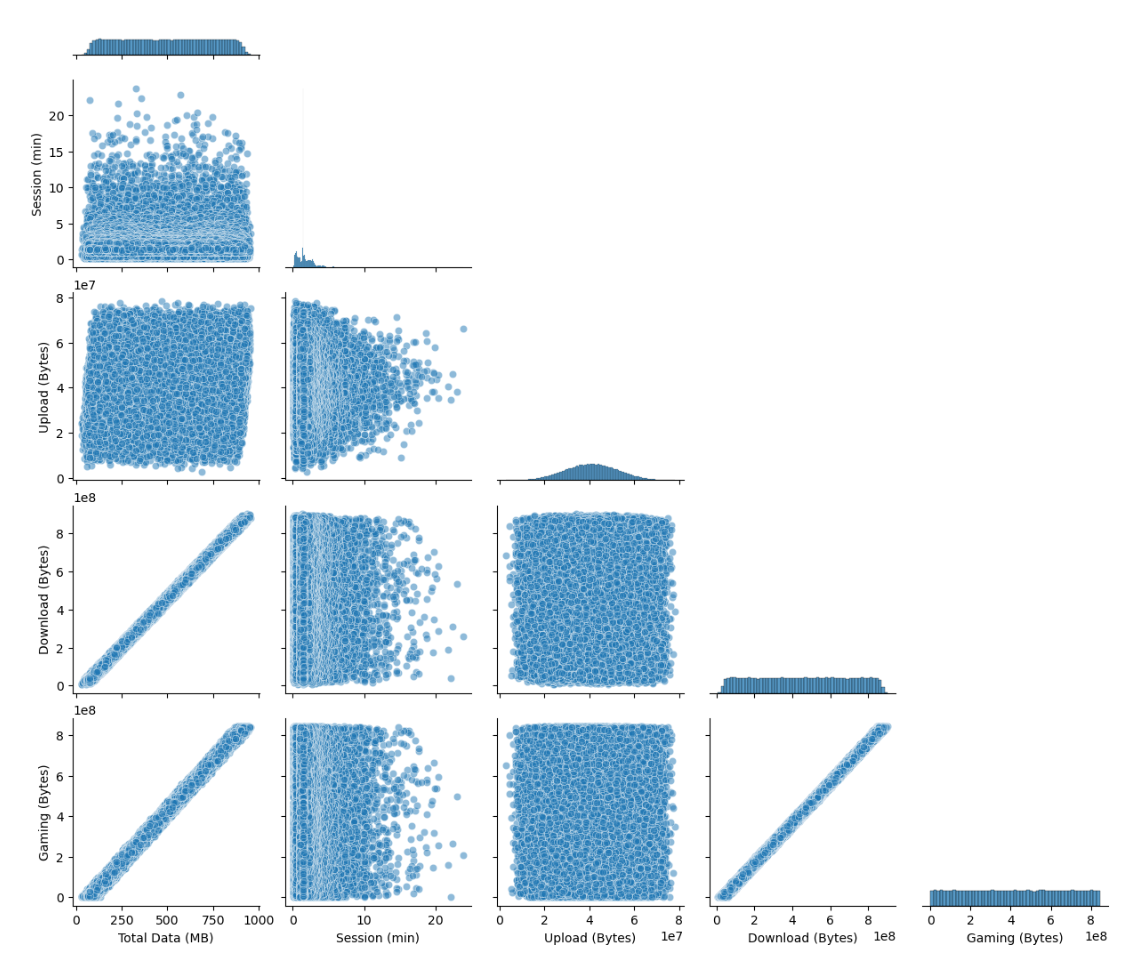 Session (min)
20
15
10
5
0
1e7
Upload (Bytes)
8
6
4
2
0
1e8
Download (Bytes)
8
6
4
2
0
1e8
Gaming (Bytes)
8
6
4
2
0
0 250 500 750 1000 0 10 20 0 2 4 6 8 0 2 4 6 8 0 2 4 6 8
Total Data (MB) Session (min) Upload (Bytes) 1e7 Download (Bytes) 1e8 Gaming (Bytes) 1e8